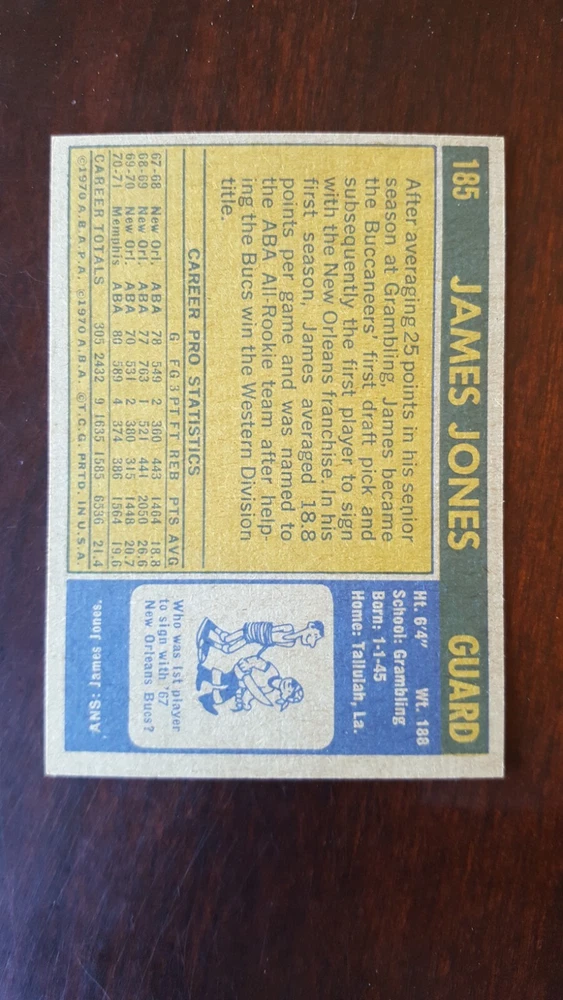 185 JAMES JONES GUARD
After averaging 25 points in his senior
season at Grambling, James became
the Buccaneers' first draft pick and
subsequently the first player to sign
with the New Orleans franchise. In his
first season, James averaged 18.8
points per game and was named to
the ABA All-Rookie team after help-
ing the Bucs win the Western Division
title.
CAREER PRO STATISTICS
G FG 3PT FT REB PTS AVG
67-68 New Orl. ABA 78 549 2 360 443 1464 18.8
68-69 New Orl. ABA 77 763 1 521 441 2050 26.6
69-70 New Orl. ABA 70 531 2 380 315 1448 20.7
70-71 Memphis ABA 80 589 4 374 386 1564 19.6
CAREER TOTALS 305 2432 9 1635 1585 6536 21.4
©1970 A.B.A.P.A. ©1970 A.B.A. ©T.C.G. PRTD. IN U.S.A.
Ht. 6'4" Wt. 188
School: Grambling
Born: 1-1-45
Home: Tallulah, La.
Who was 1st player
to sign with '67
New Orleans Bucs?
ANS: James Jones.